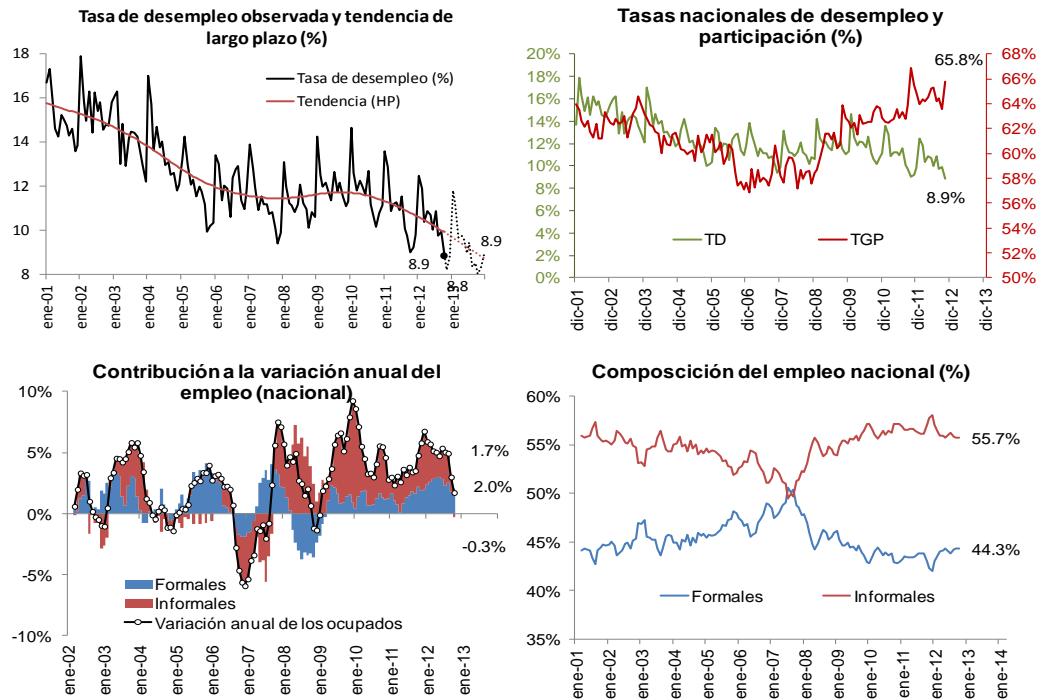 Tasa de desempleo observada y tendencia de
largo plazo (%)
18
16
14
12
10
8
Tasa de desempleo (%)
Tendencia (HP)
8.9
8.8
8.9
ene-01
ene-02
ene-03
ene-04
ene-05
ene-06
ene-07
ene-08
ene-09
ene-10
ene-11
ene-12
ene-13
Tasas nacionales de desempleo y
participación (%)
20%
18%
16%
14%
12%
10%
8%
6%
4%
2%
0%
68%
66%
64%
62%
60%
58%
56%
54%
52%
50%
65.8%
8.9%
TD
TGP
dic-01
dic-02
dic-03
dic-04
dic-05
dic-06
dic-07
dic-08
dic-09
dic-10
dic-11
dic-12
dic-13
Contribución a la variación anual del
empleo (nacional)
10%
5%
0%
-5%
-10%
1.7%
2.0%
-0.3%
Formales
Informales
Variación anual de los ocupados
ene-02
ene-03
ene-04
ene-05
ene-06
ene-07
ene-08
ene-09
ene-10
ene-11
ene-12
ene-13
Composcición del empleo nacional (%)
60%
55%
50%
45%
40%
35%
55.7%
44.3%
Formales
Informales
ene-01
ene-02
ene-03
ene-04
ene-05
ene-06
ene-07
ene-08
ene-09
ene-10
ene-11
ene-12
ene-13
ene-14